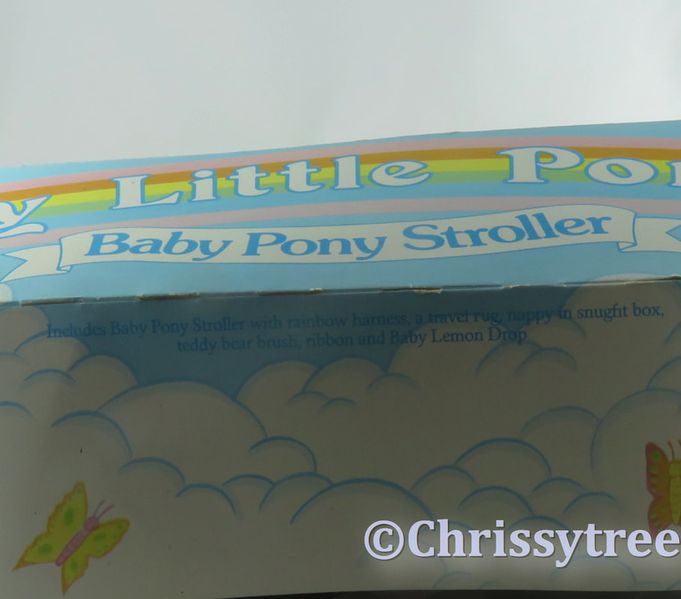 y Little Po
Baby Pony Stroller
Includes Baby Pony Stroller with rainbow harness, a travel rug, nappy in snugfit box,
teddy bear brush, ribbon and Baby Lemon Drop
©Chrissytree